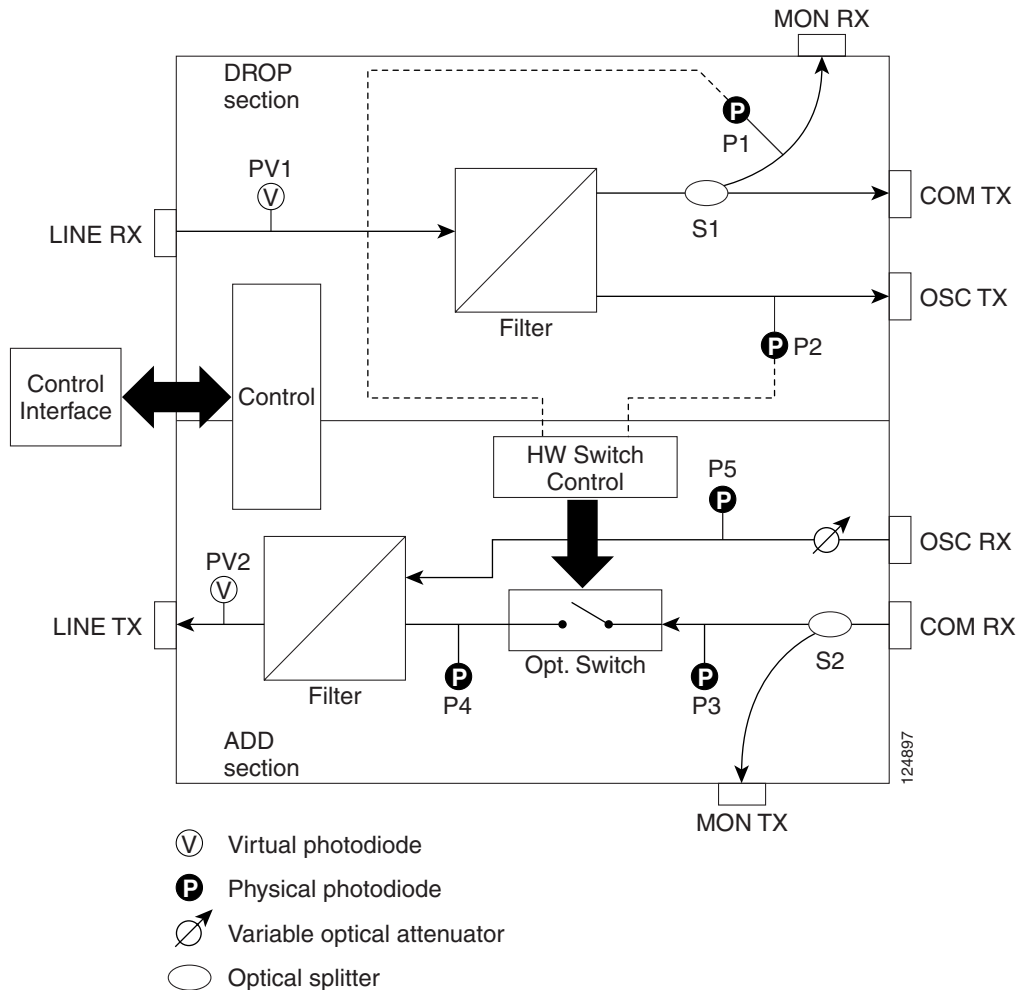 MON RX
DROP
section
P
P1
PV1
V
COM TX
LINE RX
S1
OSC TX
Filter
P
P2
Control
Interface
Control
HW Switch
Control
P5
P
OSC RX
PV2
V
LINE TX
COM RX
S2
Opt. Switch
P
P
Filter
P4
P3
ADD
section
124897
MON TX
V
Virtual photodiode
P
Physical photodiode
Variable optical attenuator
Optical splitter